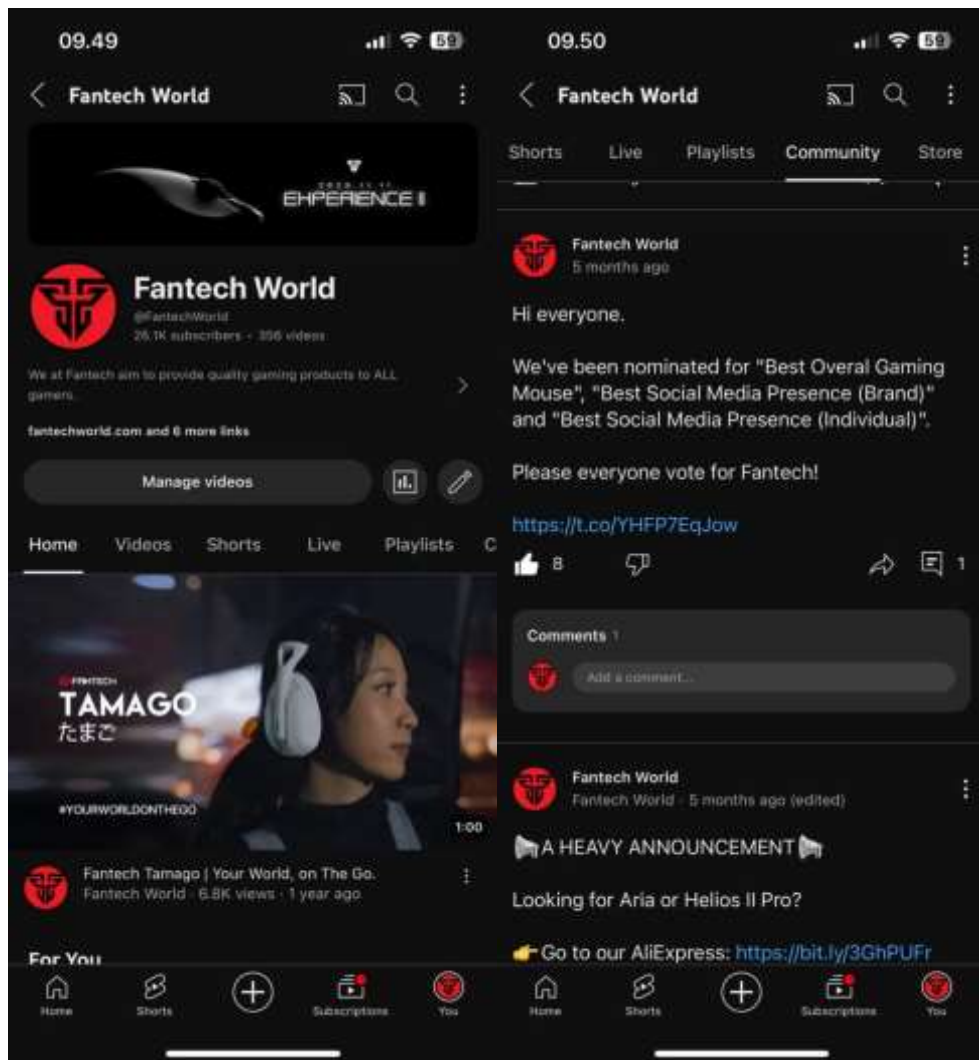 09.49
59
Fantech World
2023.11.11
EXPERIENCE II
Fantech World
@FantechWorld
26.1K subscribers • 356 videos
We at Fantech aim to provide quality gaming products to ALL
gamers.
fantechworld.com and 6 more links
Manage videos
Home Videos Shorts Live Playlists C
FANTECH
TAMAGO
たまご
#YOURWORLDONTHEGO
1:00
Fantech Tamago | Your World, on The Go.
Fantech World · 6.8K views · 1 year ago
For You
Home Shorts Subscriptions You
09.50
59
Fantech World
Shorts Live Playlists Community Store
Fantech World
5 months ago
Hi everyone.
We've been nominated for "Best Overal Gaming
Mouse", "Best Social Media Presence (Brand)"
and "Best Social Media Presence (Individual)".
Please everyone vote for Fantech!
https://t.co/YHFP7EqJow
8 1
Comments 1
Add a comment...
Fantech World
Fantech World · 5 months ago (edited)
A HEAVY ANNOUNCEMENT
Looking for Aria or Helios II Pro?
👉Go to our AliExpress: https://bit.ly/3GhPUFr
Home Shorts Subscriptions You